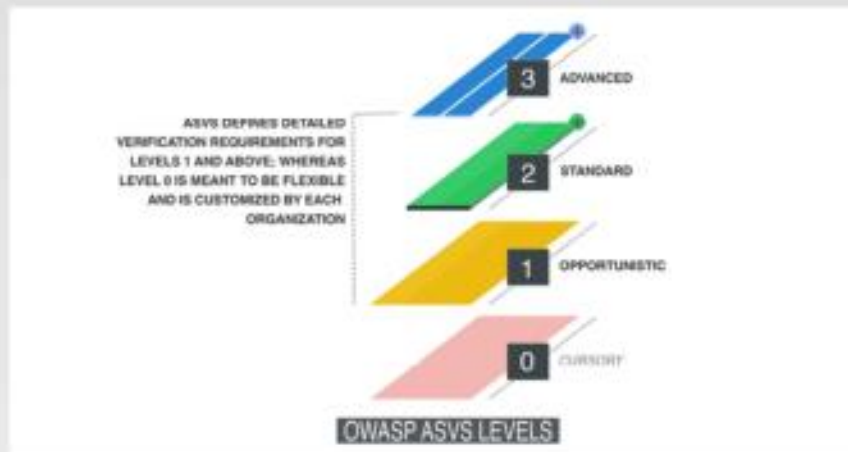 3 ADVANCED
ASVS DEFINES DETAILED
VERIFICATION REQUIREMENTS FOR
LEVELS 1 AND ABOVE; WHEREAS
LEVEL 0 IS MEANT TO BE FLEXIBLE
AND IS CUSTOMIZED BY EACH
ORGANIZATION
2 STANDARD
1 OPPORTUNISTIC
0 CURSORY
OWASP ASVS LEVELS